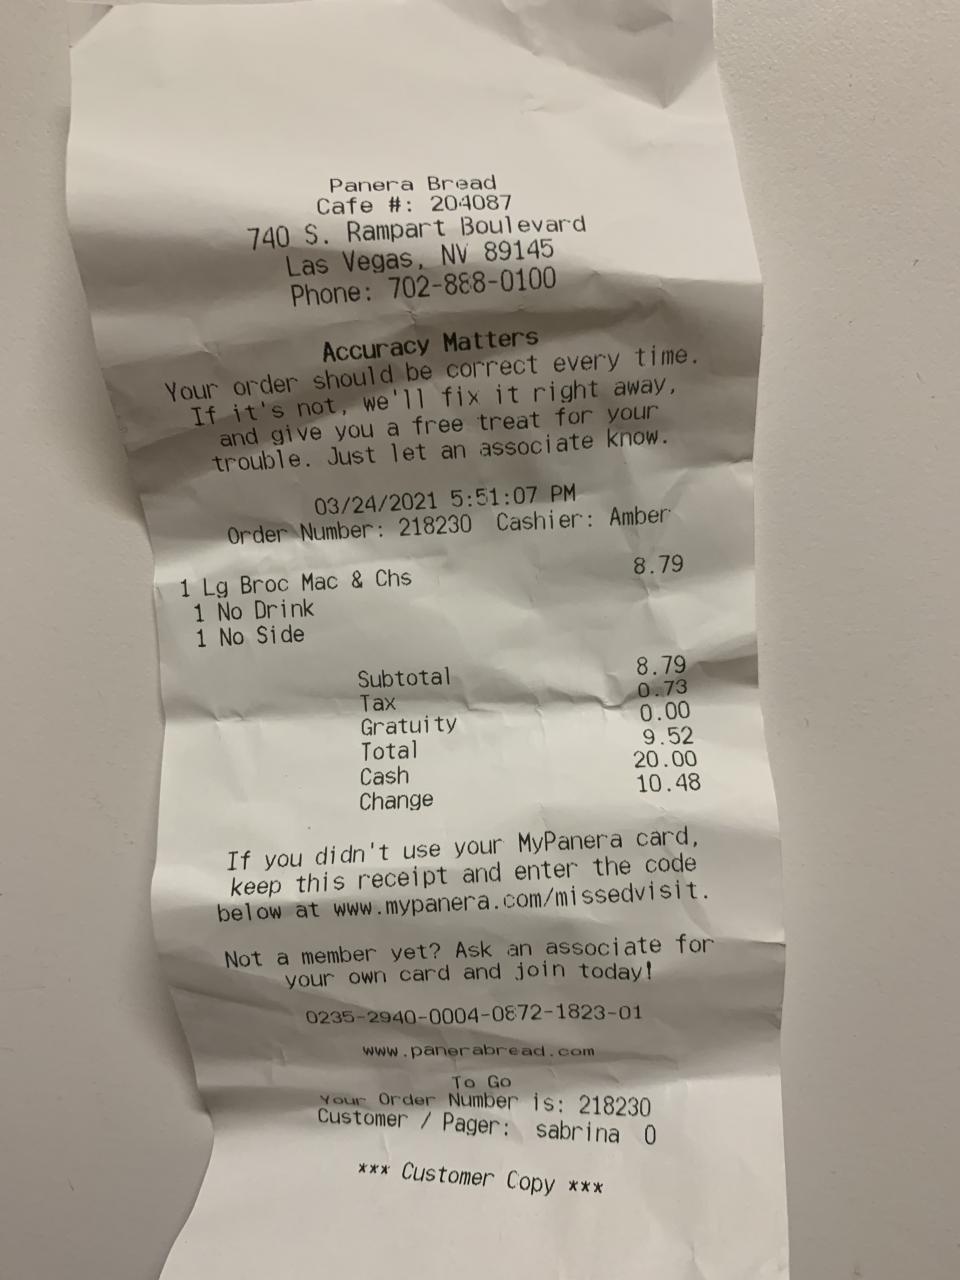 Panera Bread
Cafe #: 204087
740 S. Rampart Boulevard
Las Vegas, NV 89145
Phone: 702-888-0100
Accuracy Matters
Your order should be correct every time.
If it's not, we'll fix it right away,
and give you a free treat for your
trouble. Just let an associate know.
03/24/2021 5:51:07 PM
Order Number: 218230 Cashier: Amber
1 Lg Broc Mac & Chs 8.79
1 No Drink
1 No Side
Subtotal 8.79
Tax 0.73
Gratuity 0.00
Total 9.52
Cash 20.00
Change 10.48
If you didn't use your MyPanera card,
keep this receipt and enter the code
below at www.mypanera.com/missedvisit.
Not a member yet? Ask an associate for
your own card and join today!
0235-2940-0004-0872-1823-01
www.panerabread.com
To Go
Your Order Number is: 218230
Customer / Pager: sabrina 0
*** Customer Copy ***